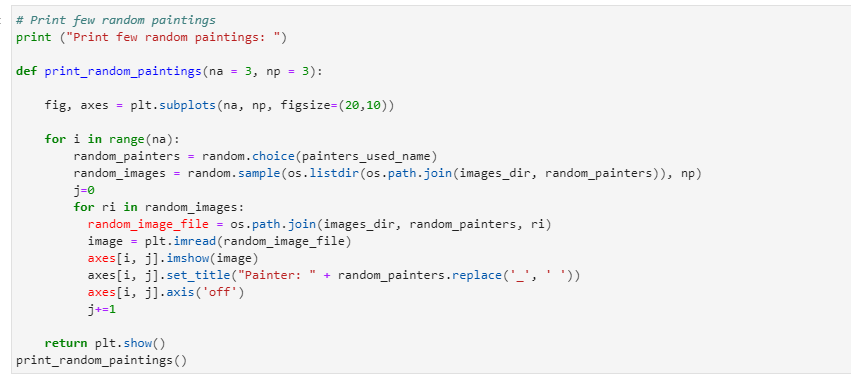 # Print few random paintings
print ("Print few random paintings: ")
def print_random_paintings(na = 3, np = 3):
    fig, axes = plt.subplots(na, np, figsize=(20,10))
    for i in range(na):
        random_painters = random.choice(painters_used_name)
        random_images = random.sample(os.listdir(os.path.join(images_dir, random_painters)), np)
        j=0
        for ri in random_images:
          random_image_file = os.path.join(images_dir, random_painters, ri)
          image = plt.imread(random_image_file)
          axes[i, j].imshow(image)
          axes[i, j].set_title("Painter: " + random_painters.replace('_', ' '))
          axes[i, j].axis('off')
          j+=1
    return plt.show()
print_random_paintings()